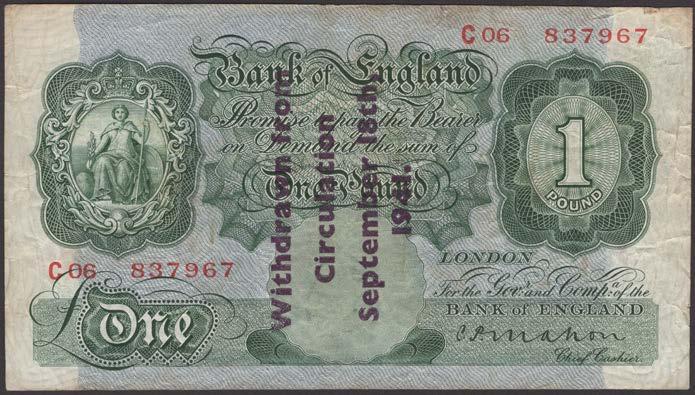 C06 837967
Bank of England
Promise to pay the Bearer
on Demand the sum of
One Pound
1
POUND
Withdrawn from
Circulation
September 18th,
1941.
LONDON
For the Govr. and Compa. of the
BANK of ENGLAND
C06 837967
£One
C.P. Mahon
Chief Cashier.